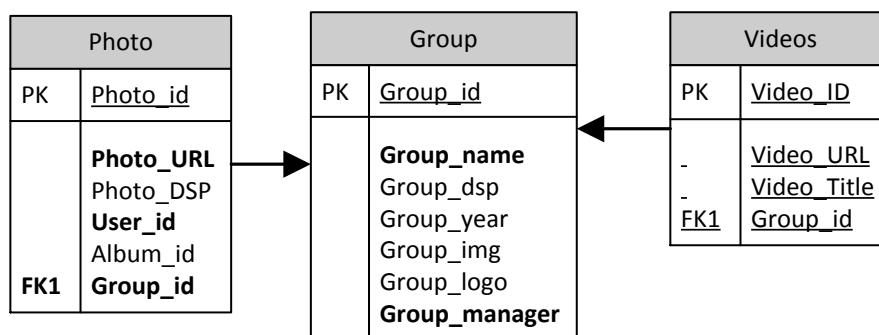 Photo
PK Photo_id
Photo_URL
Photo_DSP
User_id
Album_id
FK1 Group_id
Group
PK Group_id
Group_name
Group_dsp
Group_year
Group_img
Group_logo
Group_manager
Videos
PK Video_ID
Video_URL
Video_Title
FK1 Group_id